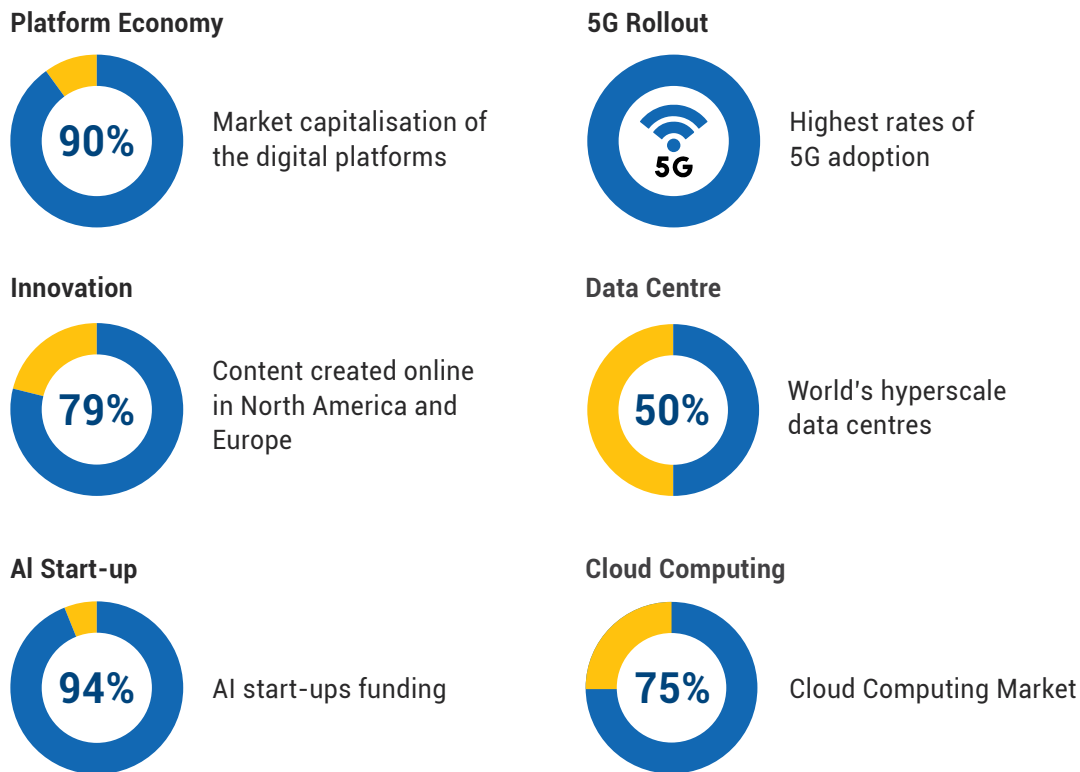 Platform Economy
90%
Market capitalisation of
the digital platforms
5G Rollout
5G
Highest rates of
5G adoption
Innovation
79%
Content created online
in North America and
Europe
Data Centre
50%
World's hyperscale
data centres
AI Start-up
94%
AI start-ups funding
Cloud Computing
75%
Cloud Computing Market